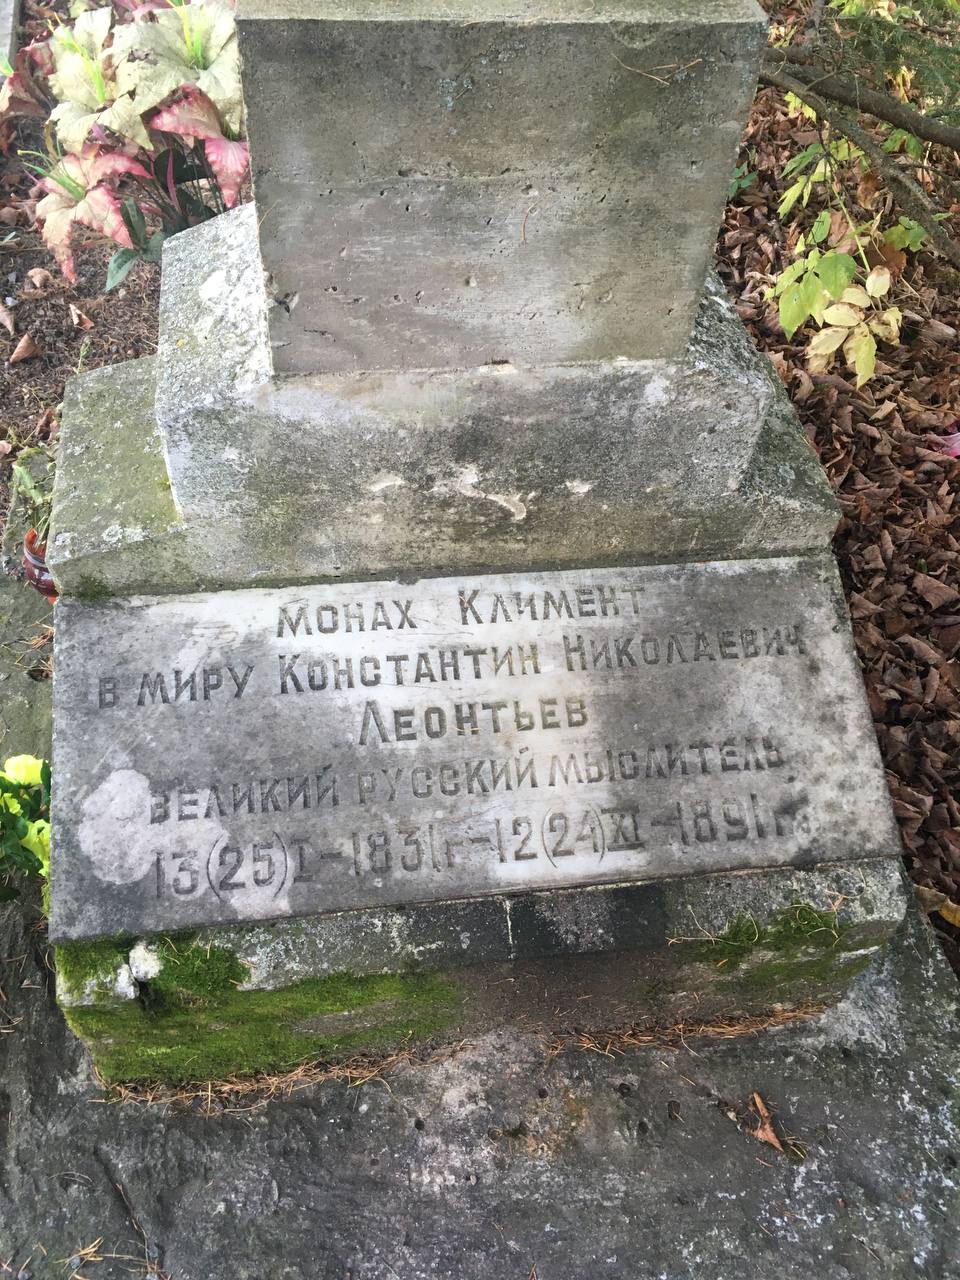 монах Климент
в миру Константин Николаевич
Леонтьев
великий русский мыслитель
13(25)I-1831г-12(24)XI-1891г.